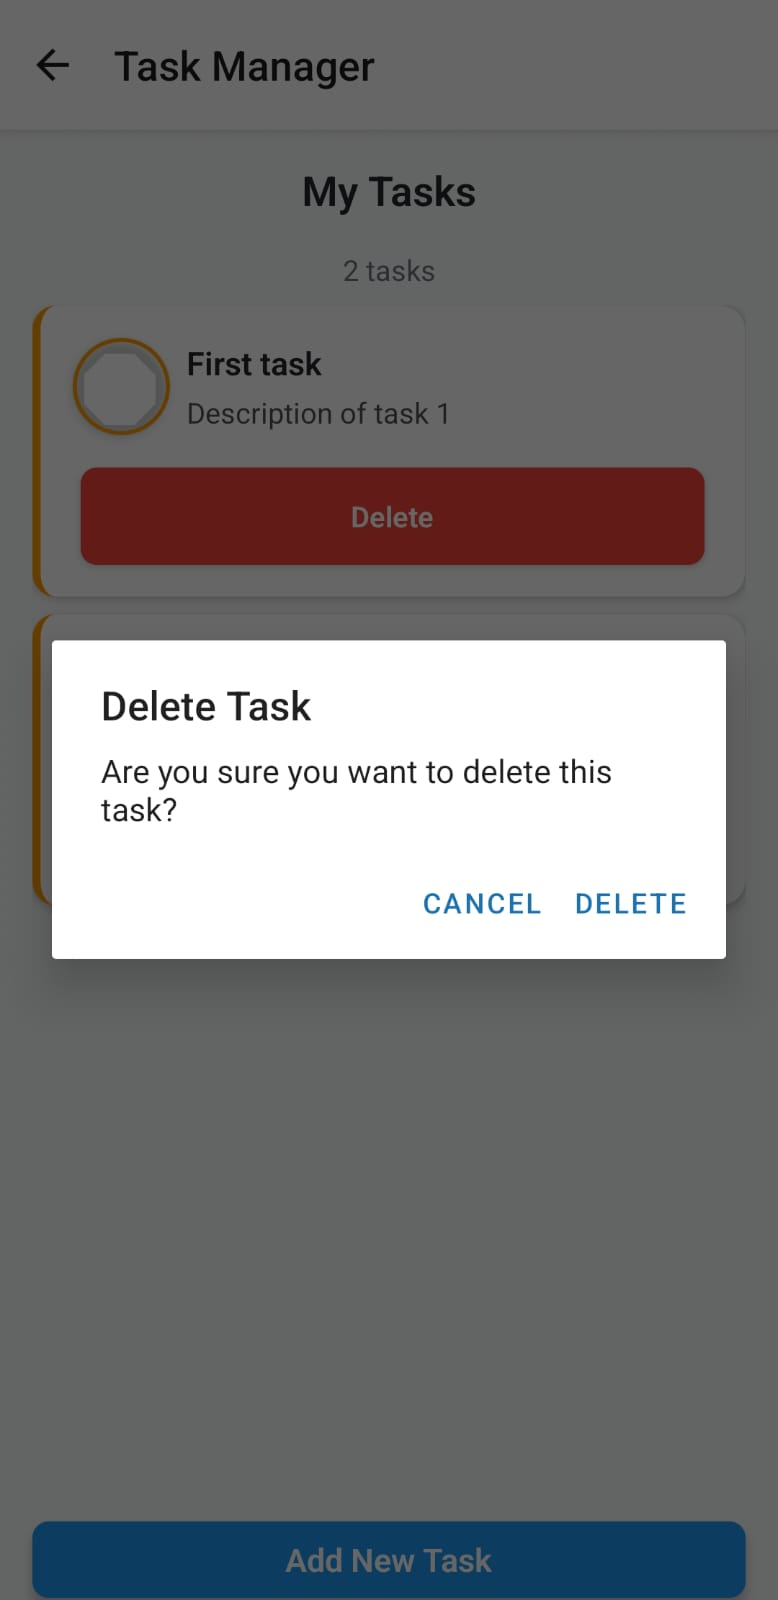 Task Manager
My Tasks
2 tasks
First task
Description of task 1
Delete
Delete Task
Are you sure you want to delete this
task?
CANCEL DELETE
Add New Task